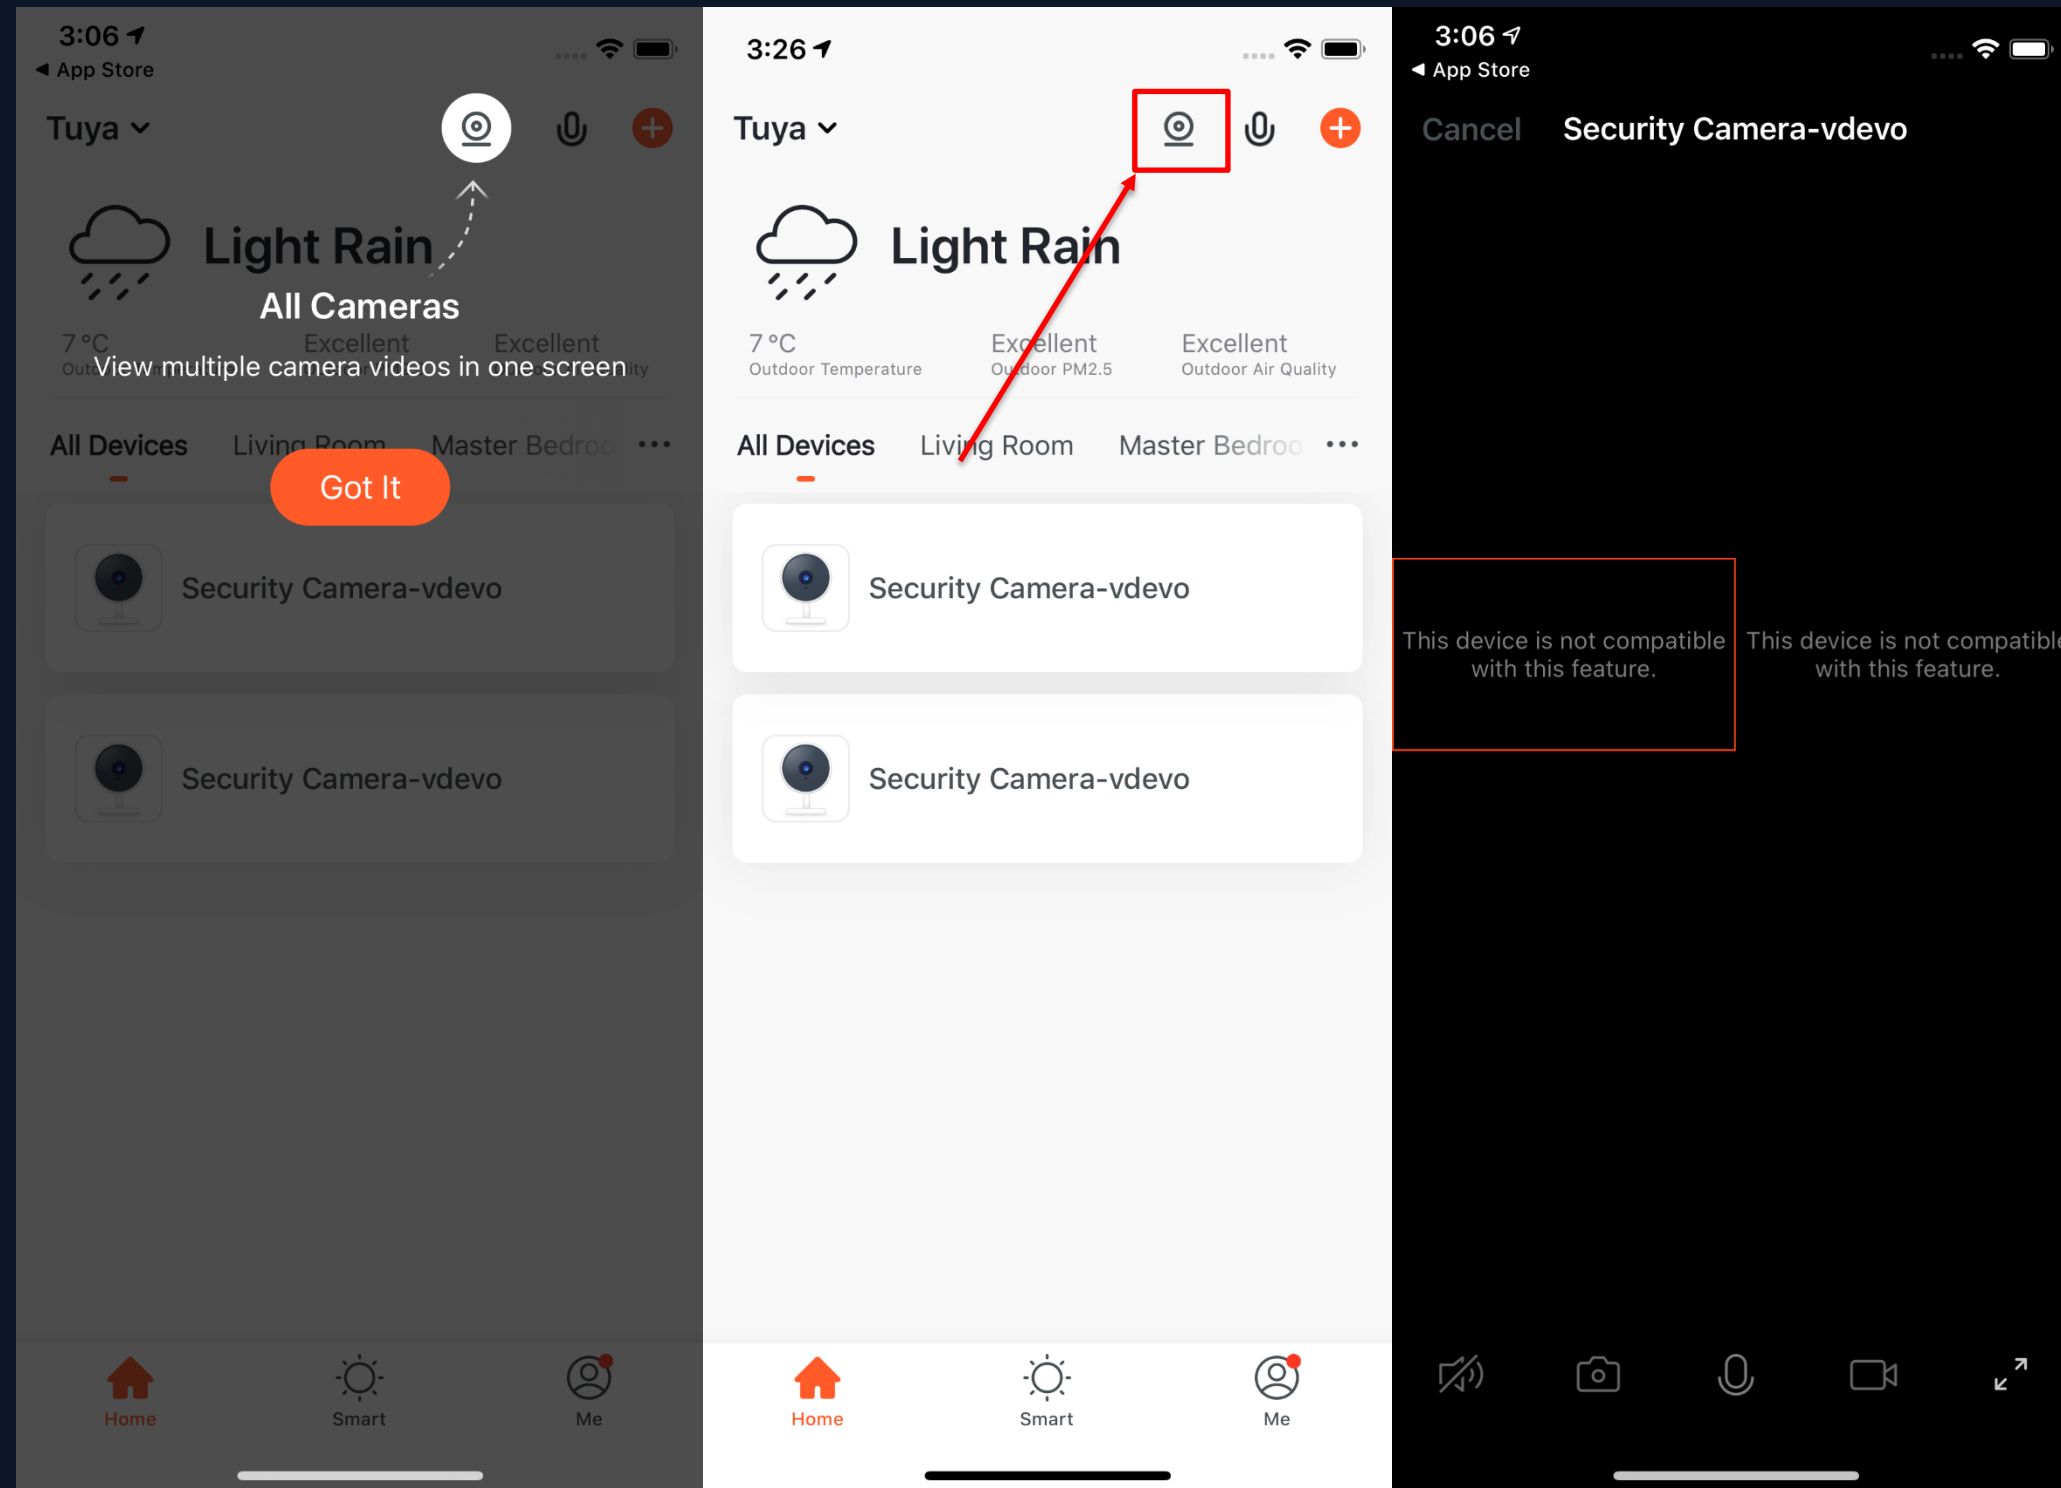 3:06
◀ App Store
Tuya
Light Rain
All Cameras
7 °C
Excellent
Excellent
View multiple camera videos in one screen
All Devices
Living Room
Master Bedroo
Got It
Security Camera-vdevo
Security Camera-vdevo
Home
Smart
Me
3:26
Tuya
Light Rain
7 °C
Excellent
Excellent
Outdoor Temperature
Outdoor PM2.5
Outdoor Air Quality
All Devices
Living Room
Master Bedroo
Security Camera-vdevo
Security Camera-vdevo
Home
Smart
Me
3:06
◀ App Store
Cancel
Security Camera-vdevo
This device is not compatible
with this feature.
This device is not compatible
with this feature.